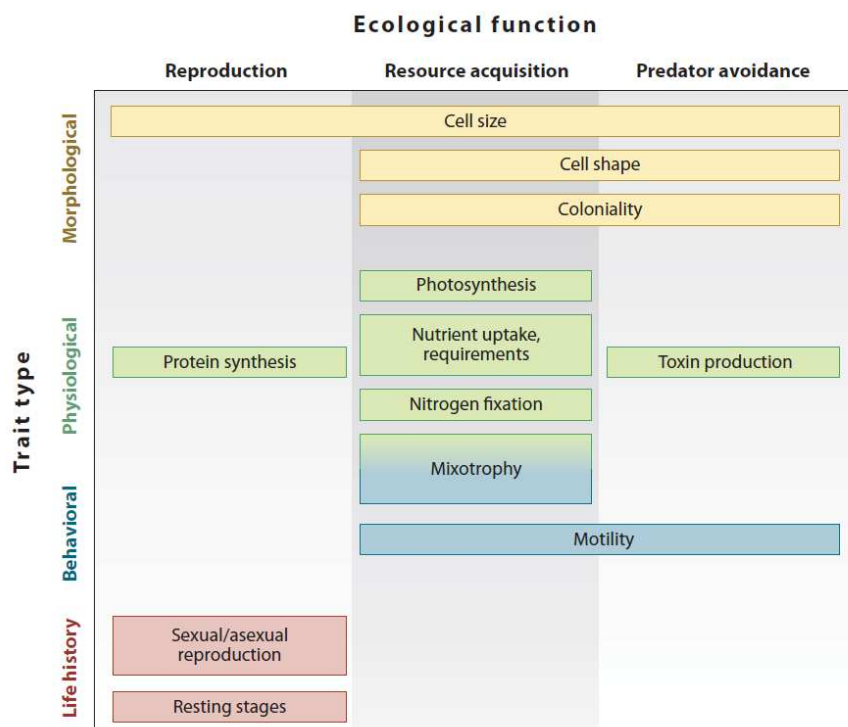 Ecological function
Reproduction
Resource acquisition
Predator avoidance
Trait type
Morphological
Cell size
Cell shape
Coloniality
Physiological
Photosynthesis
Nutrient uptake,
requirements
Protein synthesis
Toxin production
Nitrogen fixation
Mixotrophy
Behavioral
Motility
Life history
Sexual/asexual
reproduction
Resting stages